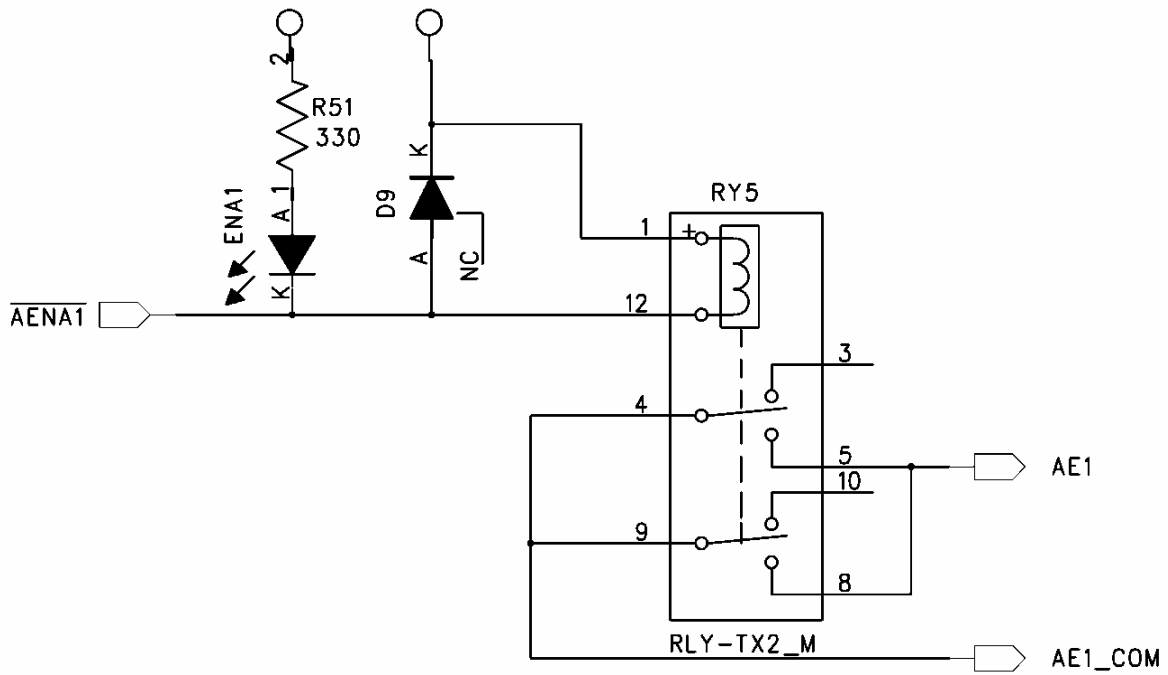 2
R51
330
1
A
ENA1
K
K
D9
A
NC
AENA1
RY5
1
+
12
3
4
5
AE1
10
9
8
RLY-TX2_M
AE1_COM